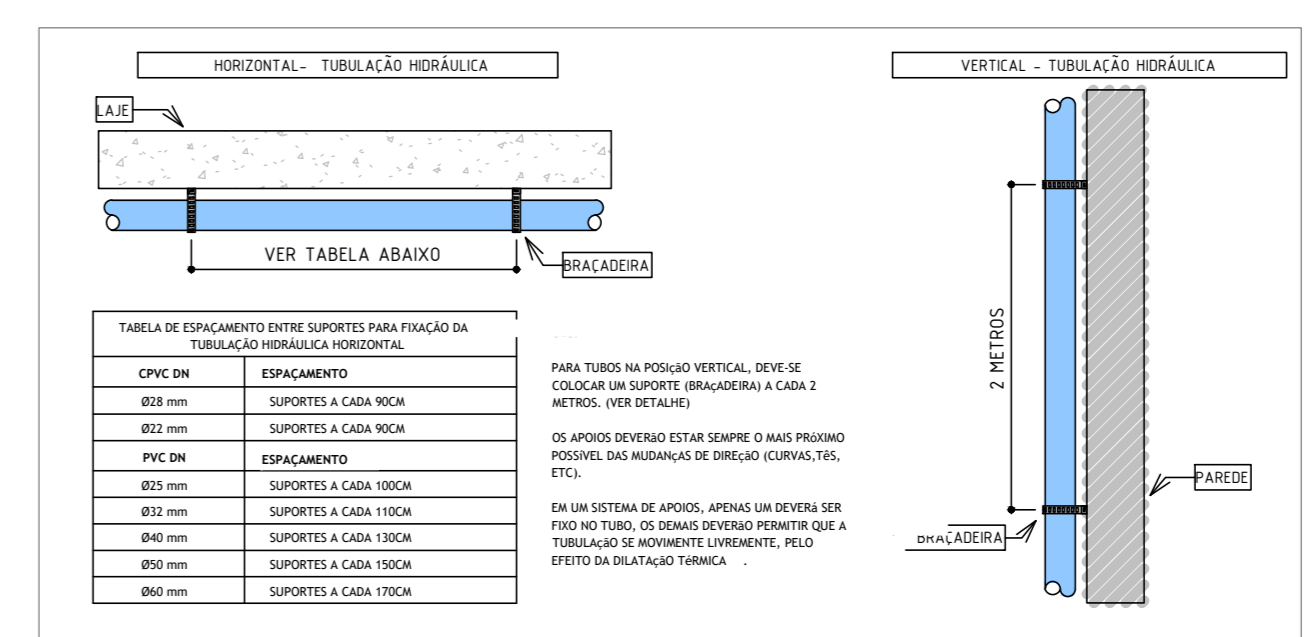 HORIZONTAL- TUBULAÇÃO HIDRÁULICA
LAJE
VER TABELA ABAIXO
BRAÇADEIRA
TABELA DE ESPAÇAMENTO ENTRE SUPORTES PARA FIXAÇÃO DA
TUBULAÇÃO HIDRÁULICA HORIZONTAL
CPVC DN ESPAÇAMENTO
Ø28 mm SUPORTES A CADA 90CM
Ø22 mm SUPORTES A CADA 90CM
PVC DN ESPAÇAMENTO
Ø25 mm SUPORTES A CADA 100CM
Ø32 mm SUPORTES A CADA 110CM
Ø40 mm SUPORTES A CADA 130CM
Ø50 mm SUPORTES A CADA 150CM
Ø60 mm SUPORTES A CADA 170CM
PARA TUBOS NA POSIçãO VERTICAL, DEVE-SE
COLOCAR UM SUPORTE (BRAçADEIRA) A CADA 2
METROS. (VER DETALHE)
OS APOIOS DEVERãO ESTAR SEMPRE O MAIS PRóXIMO
POSSíVEL DAS MUDANçAS DE DIREçãO (CURVAS,TêS,
ETC).
EM UM SISTEMA DE APOIOS, APENAS UM DEVERá SER
FIXO NO TUBO, OS DEMAIS DEVERãO PERMITIR QUE A
TUBULAçãO SE MOVIMENTE LIVREMENTE, PELO
EFEITO DA DILATAçãO TéRMICA .
VERTICAL - TUBULAÇÃO HIDRÁULICA
2 METROS
PAREDE
BRAÇADEIRA